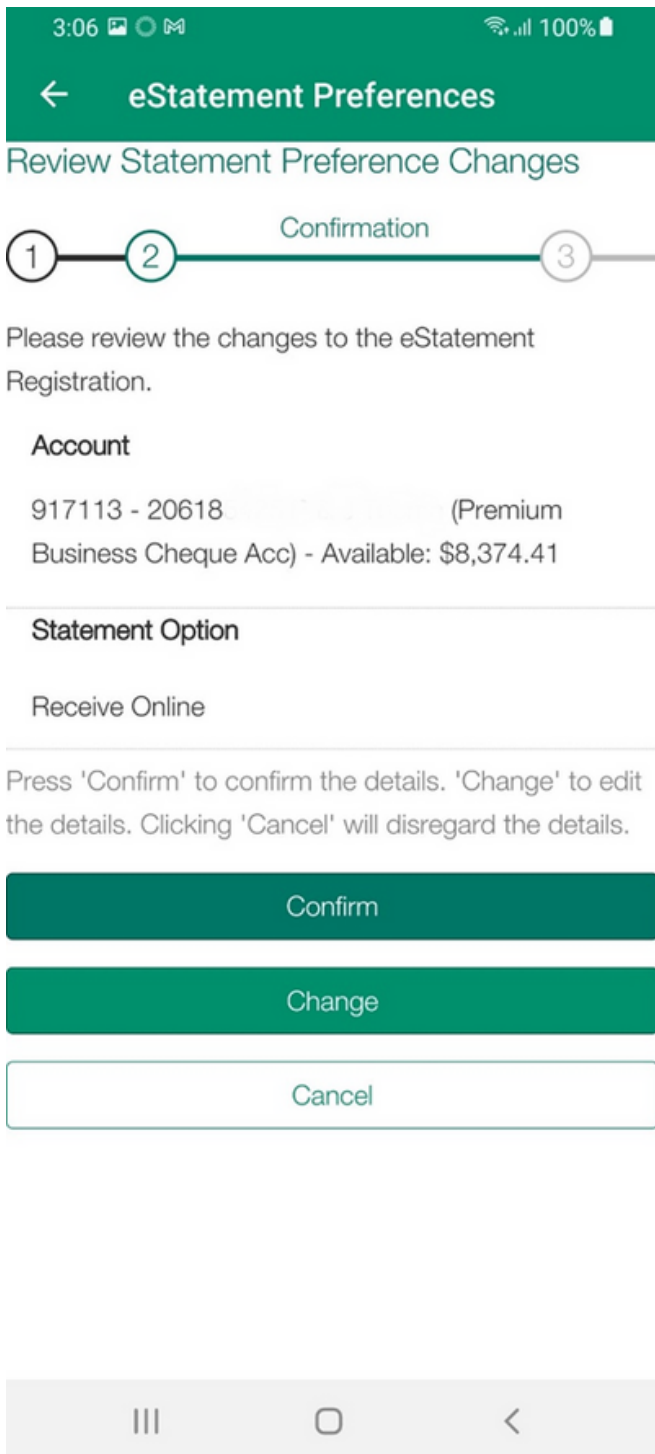 3:06 100%
eStatement Preferences
Review Statement Preference Changes
Confirmation
1 2 3
Please review the changes to the eStatement
Registration.
Account
917113 - 20618 (Premium
Business Cheque Acc) - Available: $8,374.41
Statement Option
Receive Online
Press 'Confirm' to confirm the details. 'Change' to edit
the details. Clicking 'Cancel' will disregard the details.
Confirm
Change
Cancel